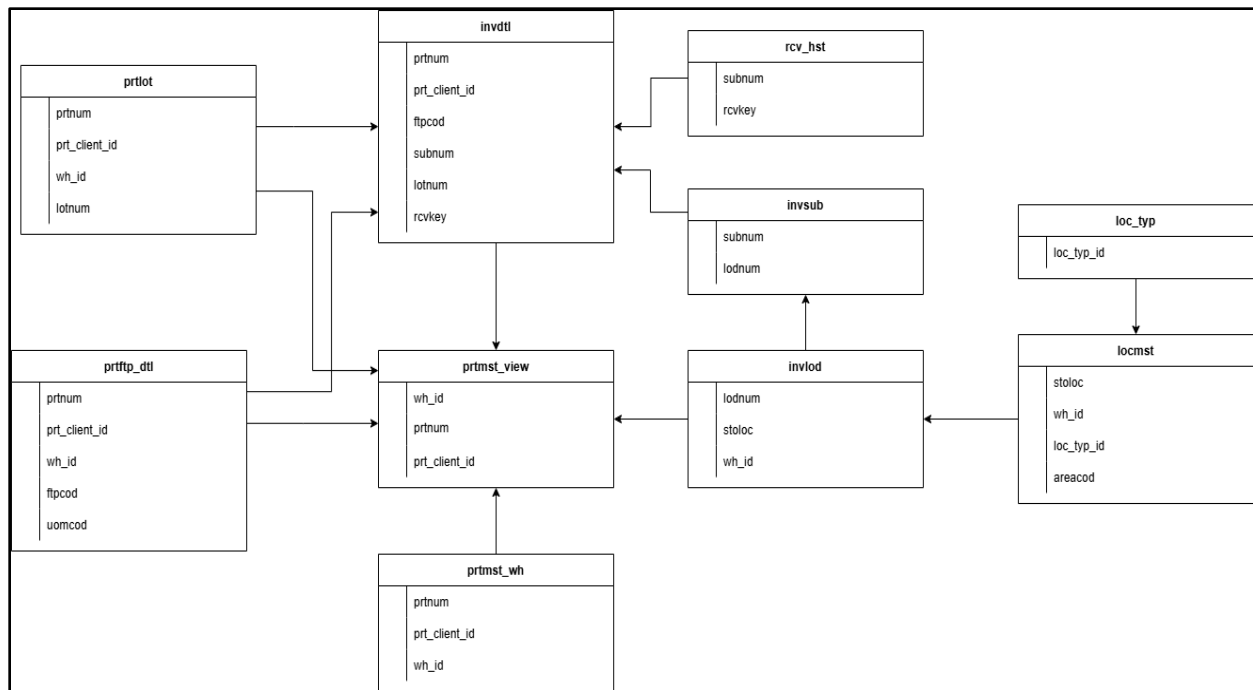 invdtl
prtnum
prt_client_id
ftpcod
subnum
lotnum
rcvkey
rcv_hst
subnum
rcvkey
prtlot
prtnum
prt_client_id
wh_id
lotnum
invsub
subnum
lodnum
loc_typ
loc_typ_id
prtftp_dtl
prtnum
prt_client_id
wh_id
ftpcod
uomcod
prtmst_view
wh_id
prtnum
prt_client_id
invlod
lodnum
stoloc
wh_id
locmst
stoloc
wh_id
loc_typ_id
areacod
prtmst_wh
prtnum
prt_client_id
wh_id